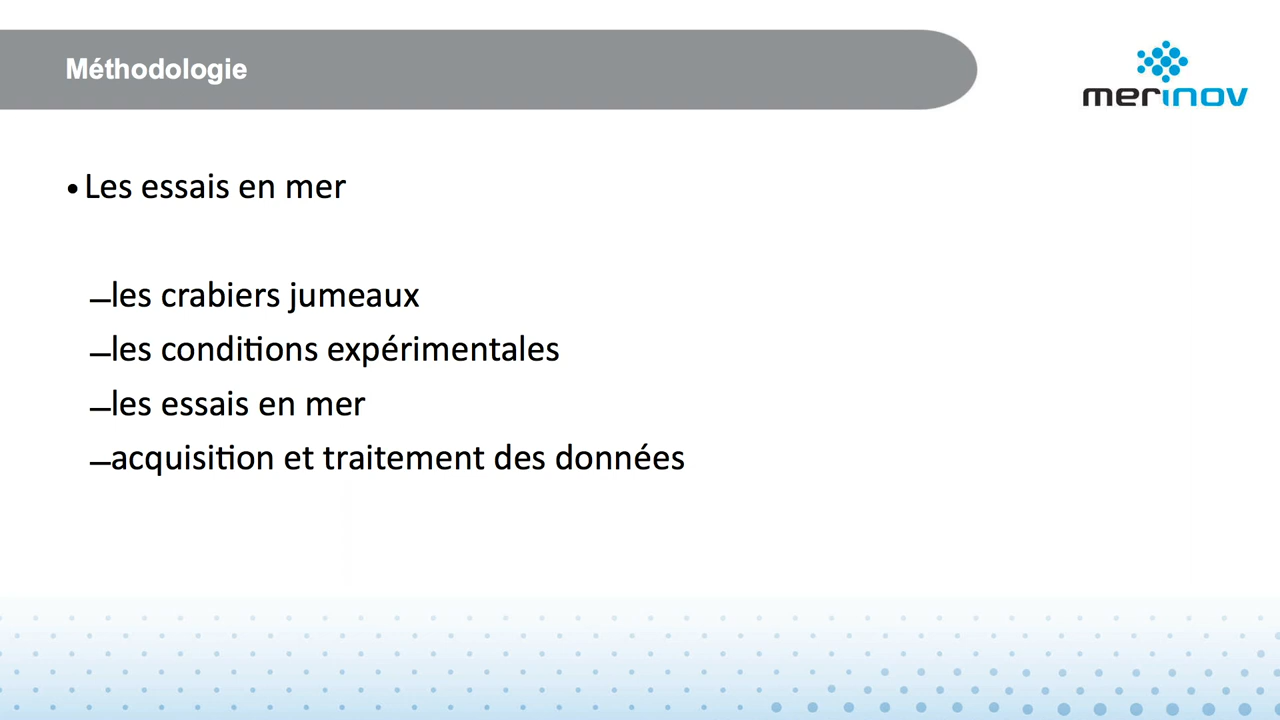 Méthodologie
merinov
• Les essais en mer
–les crabiers jumeaux
–les conditions expérimentales
–les essais en mer
–acquisition et traitement des données